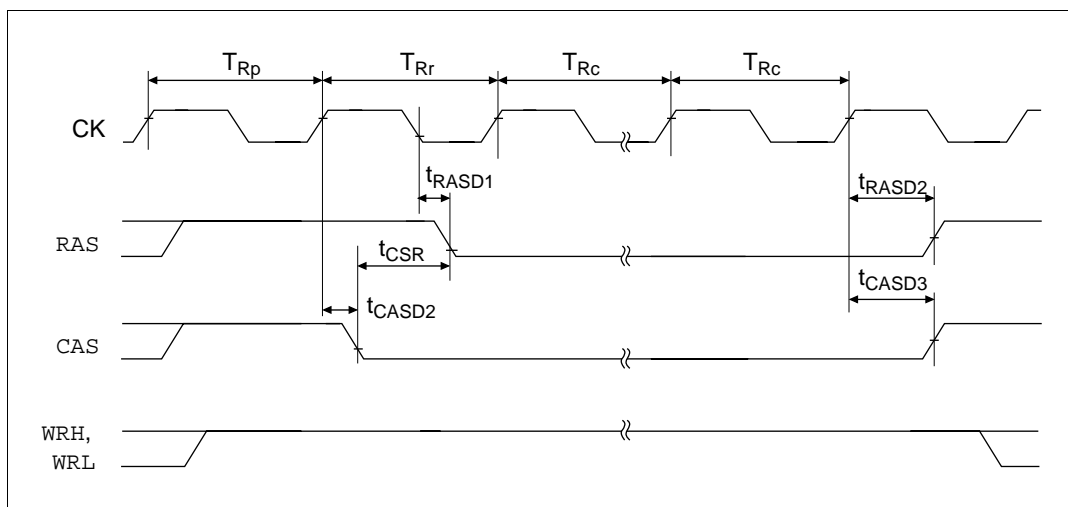 TRp TRr TRc TRc
CK
tRASD1 tRASD2
RAS
tCSR
tCASD2 tCASD3
CAS
WRH,
WRL